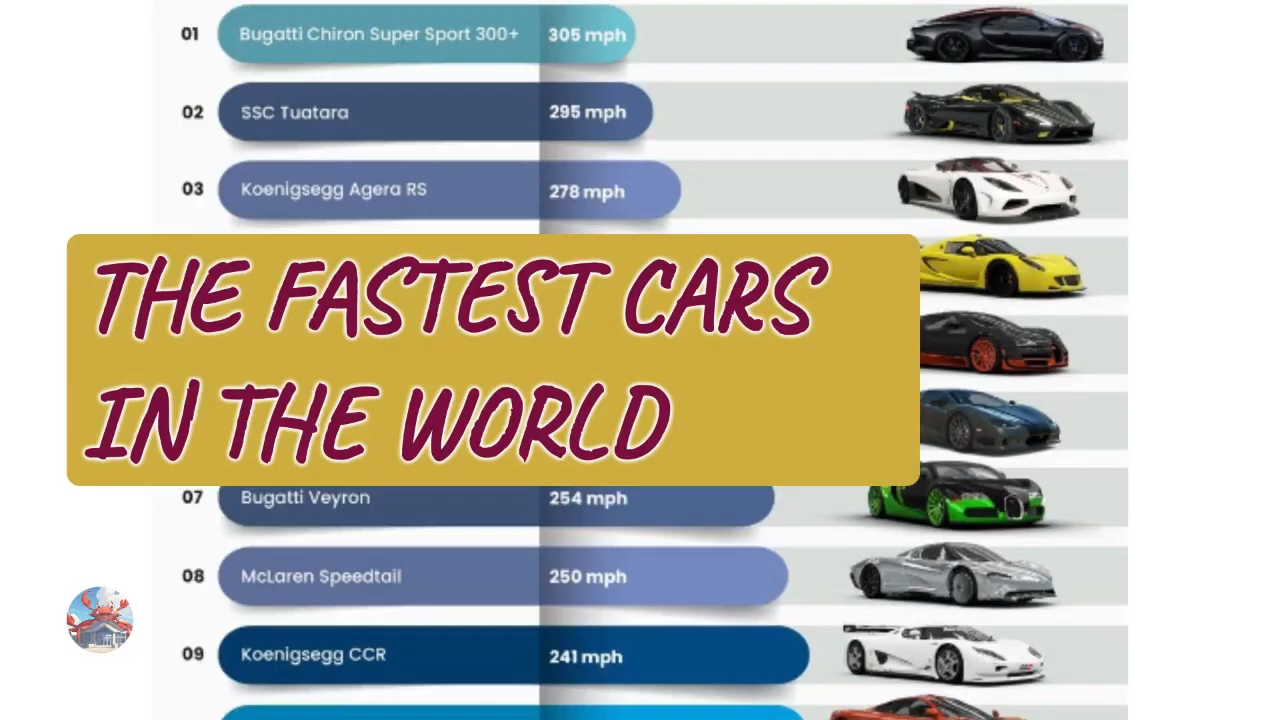 01 Bugatti Chiron Super Sport 300+ 305 mph
02 SSC Tuatara 295 mph
03 Koenigsegg Agera RS 278 mph
THE FASTEST CARS
IN THE WORLD
07 Bugatti Veyron 254 mph
08 McLaren Speedtail 250 mph
09 Koenigsegg CCR 241 mph